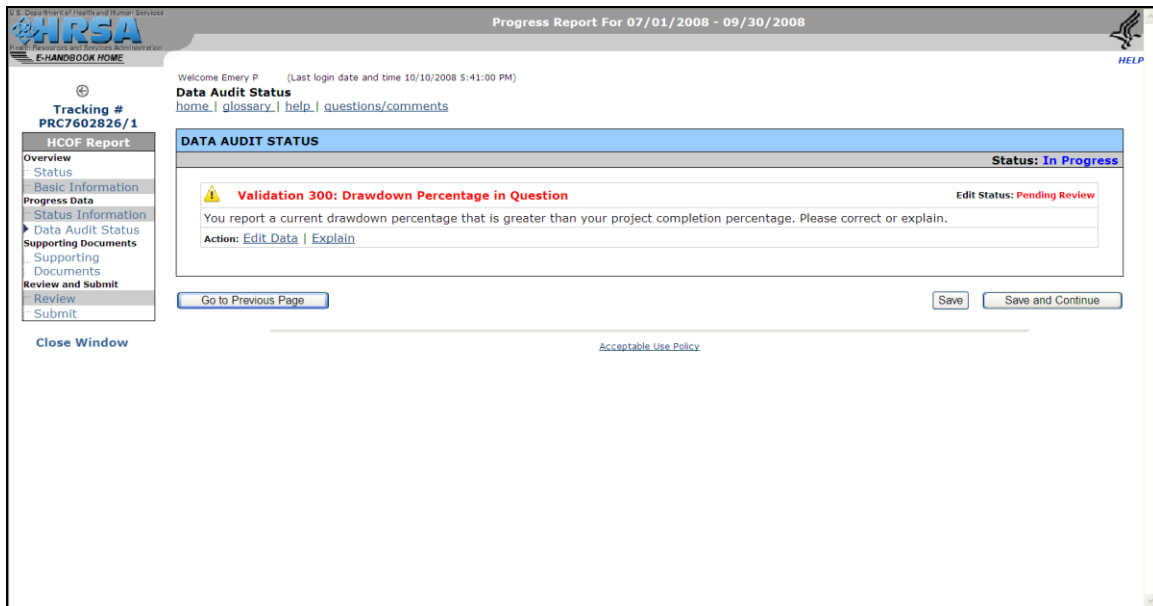 U.S. Department of Health and Human Services
HRSA
Health Resources and Services Administration
E-HANDBOOK HOME
Progress Report For 07/01/2008 - 09/30/2008
HELP
Welcome Emery P (Last login date and time 10/10/2008 5:41:00 PM)
Data Audit Status
home | glossary | help | questions/comments
Tracking #
PRC7602826/1
HCOF Report
Overview
Status
Basic Information
Progress Data
Status Information
Data Audit Status
Supporting Documents
Supporting
Documents
Review and Submit
Review
Submit
Close Window
DATA AUDIT STATUS
Status: In Progress
Validation 300: Drawdown Percentage in Question
Edit Status: Pending Review
You report a current drawdown percentage that is greater than your project completion percentage. Please correct or explain.
Action: Edit Data | Explain
Go to Previous Page
Save
Save and Continue
Acceptable Use Policy